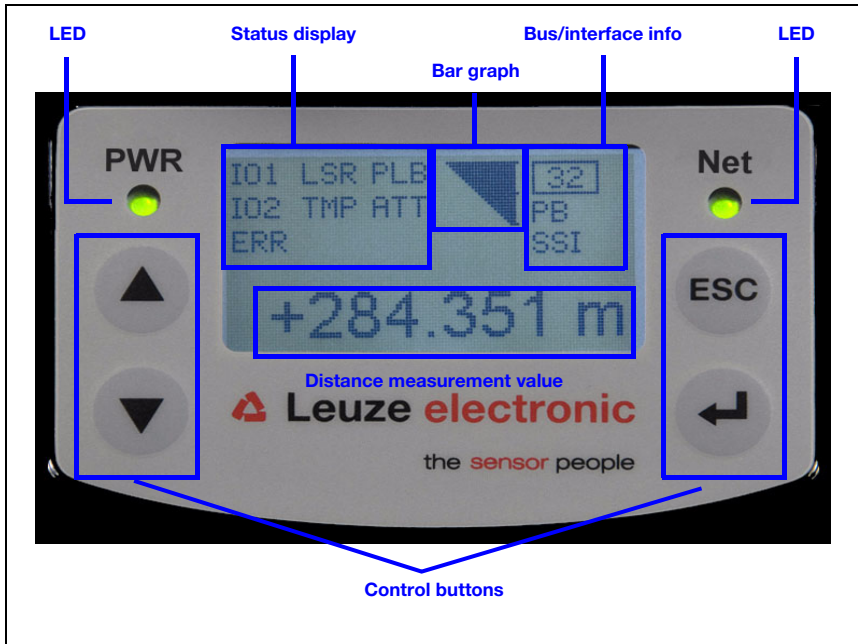 LED Status display Bus/interface info LED
Bar graph
PWR Net
IO1 LSR PLB 32
IO2 TMP ATT PB
ERR SSI
ESC
+284.351 m
Distance measurement value
Leuze electronic
the sensor people
Control buttons